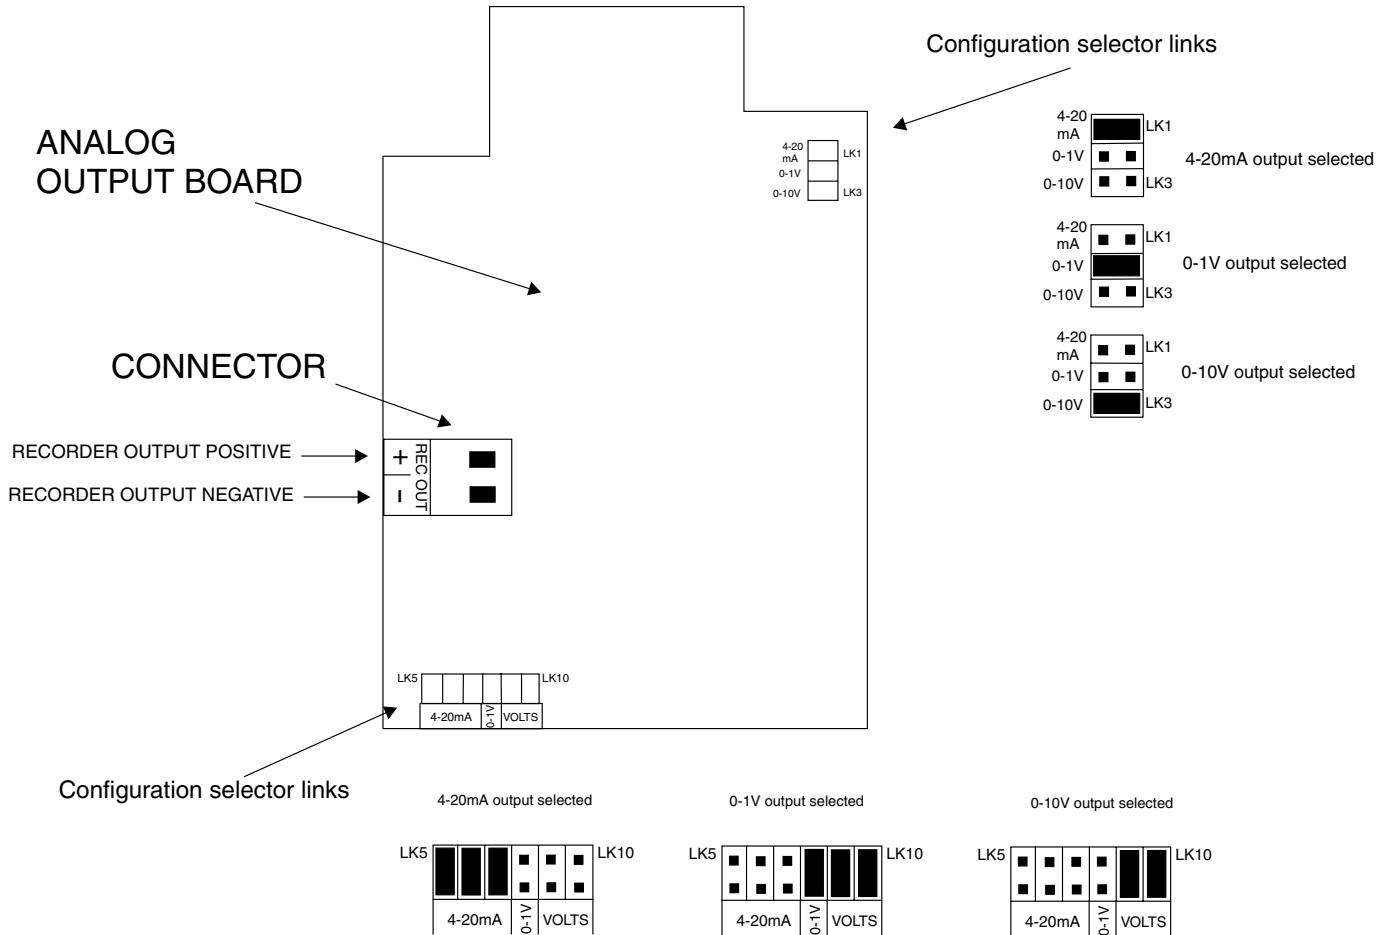 Configuration selector links
ANALOG
OUTPUT BOARD
4-20
mA
LK1
0-1V
0-10V
LK3
4-20
mA
LK1
0-1V
0-10V
LK3
4-20mA output selected
4-20
mA
LK1
0-1V
0-10V
LK3
0-1V output selected
4-20
mA
LK1
0-1V
0-10V
LK3
0-10V output selected
CONNECTOR
RECORDER OUTPUT POSITIVE
RECORDER OUTPUT NEGATIVE
+
-
REC OUT
LK5
LK10
4-20mA
0-1V
VOLTS
Configuration selector links
4-20mA output selected
LK5
LK10
4-20mA
0-1V
VOLTS
0-1V output selected
LK5
LK10
4-20mA
0-1V
VOLTS
0-10V output selected
LK5
LK10
4-20mA
0-1V
VOLTS